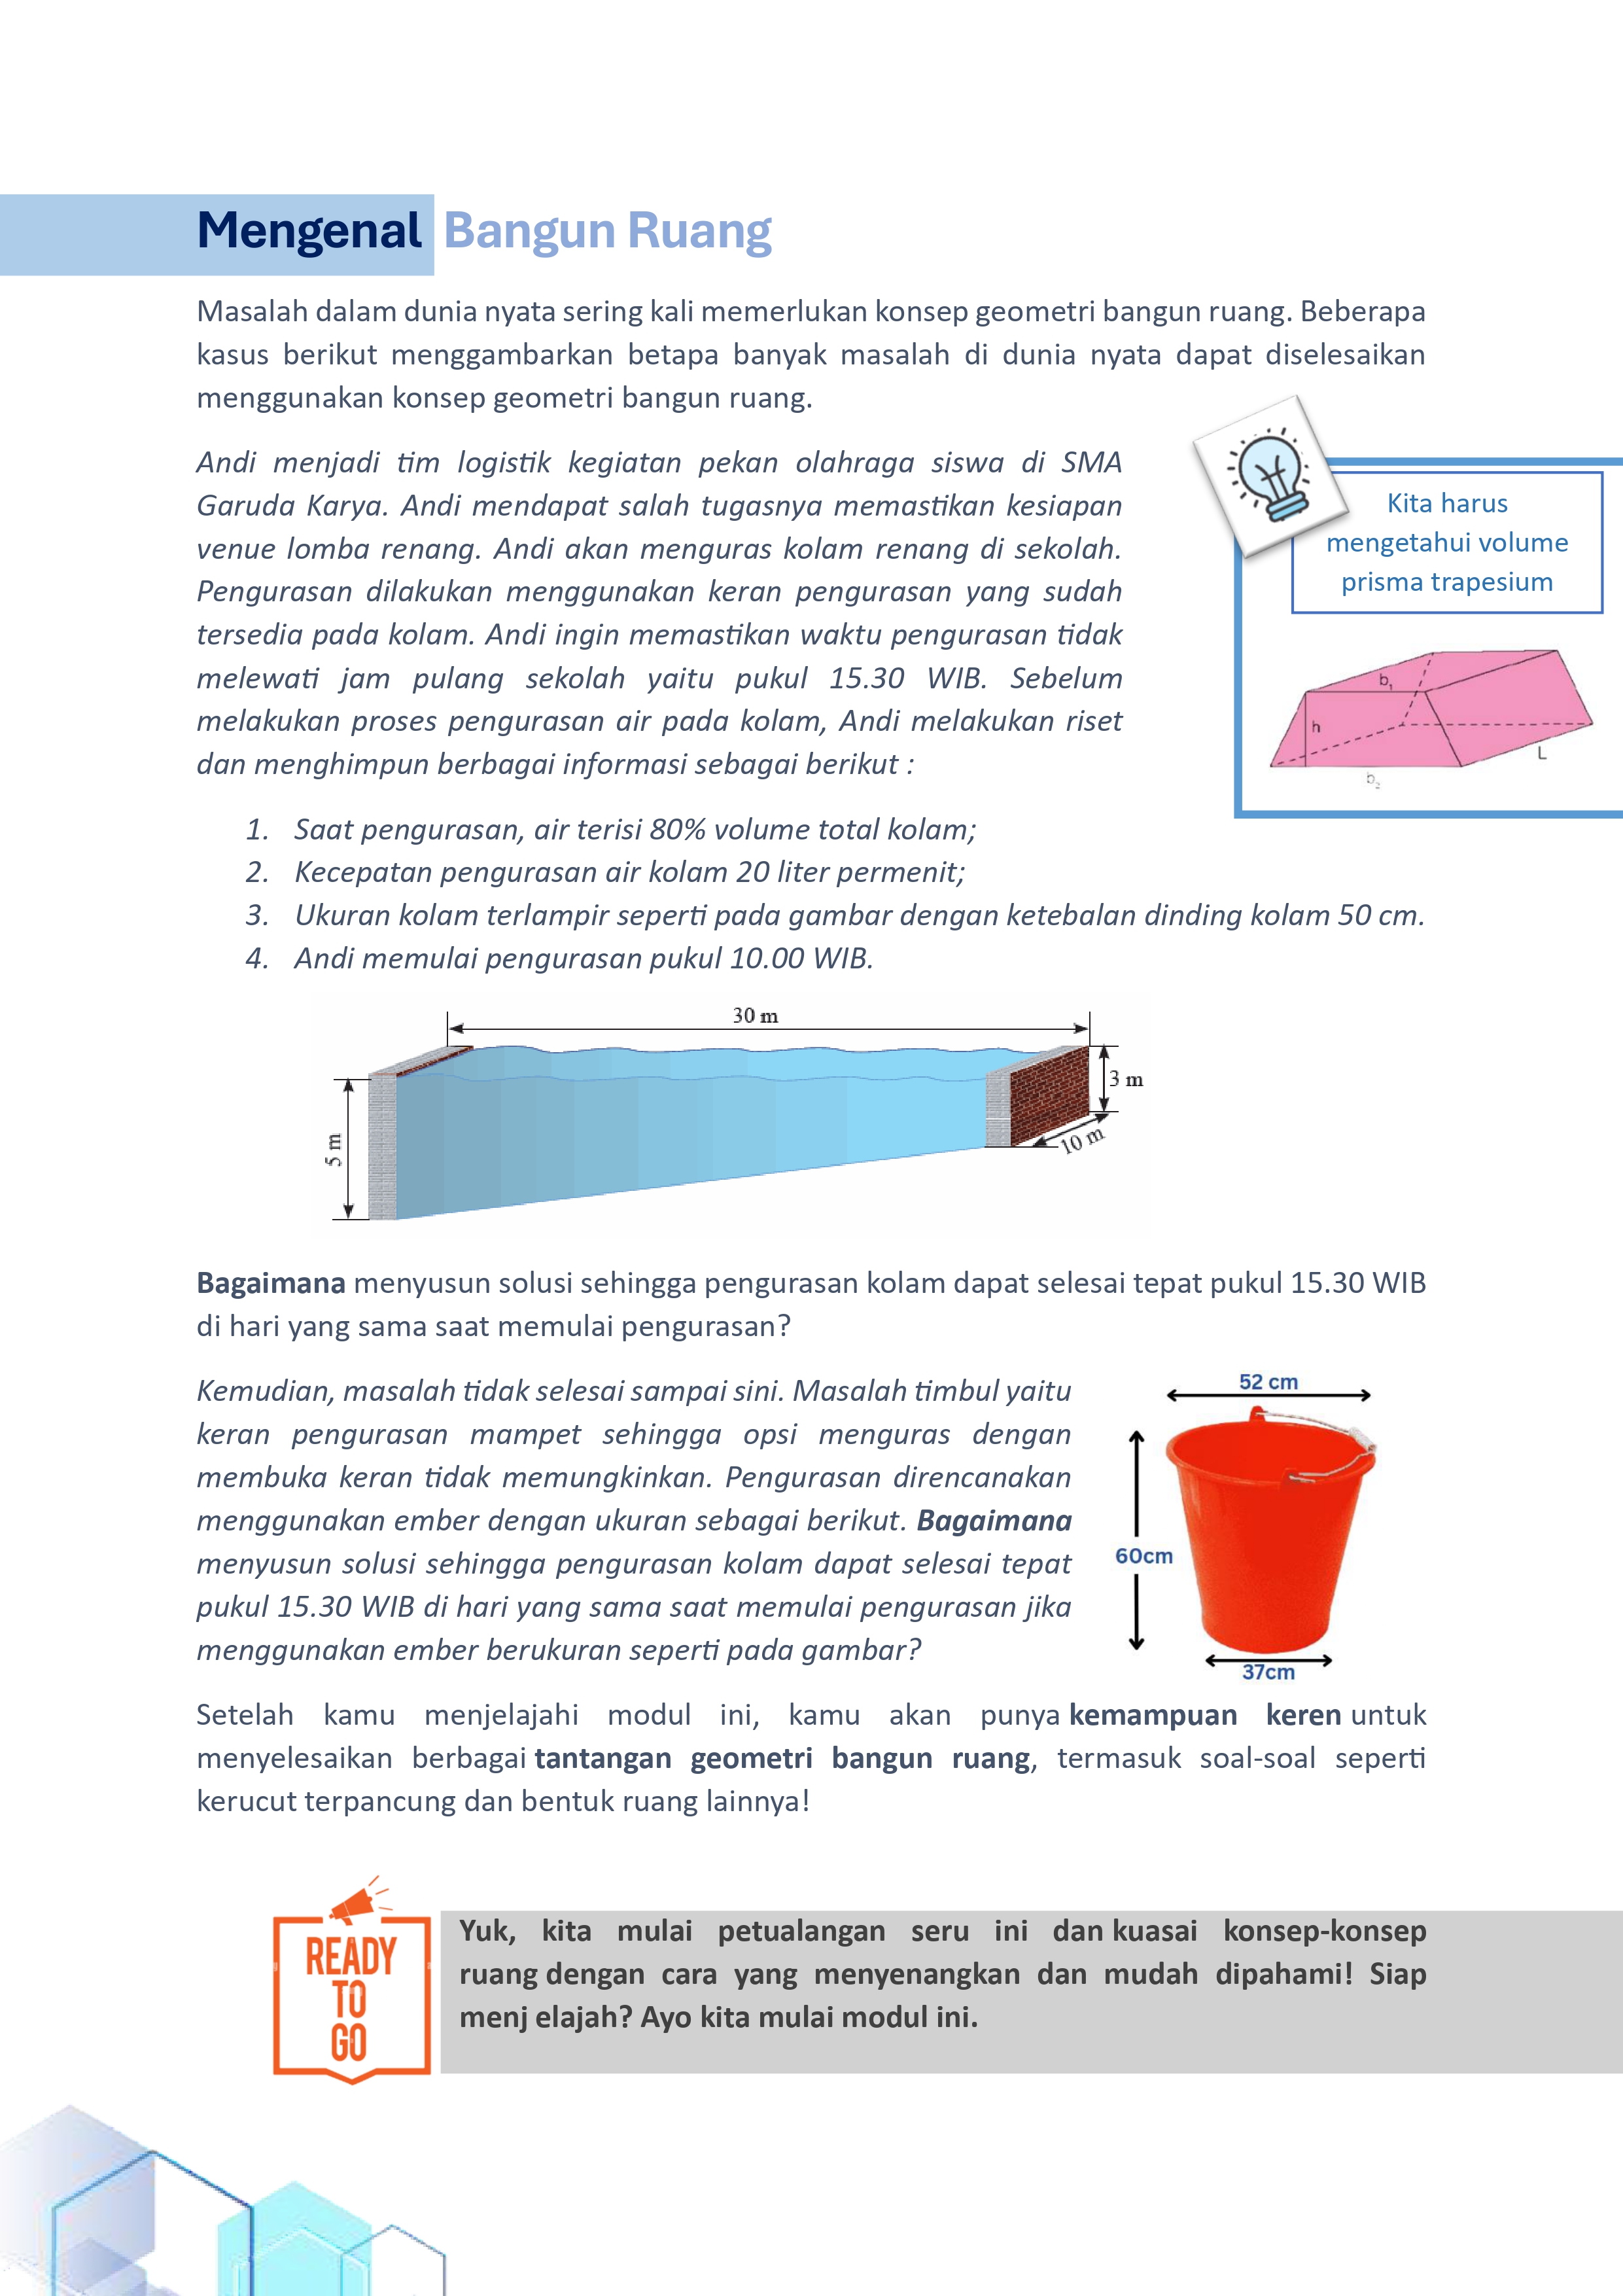 Mengenal Bangun Ruang
Masalah dalam dunia nyata sering kali memerlukan konsep geometri bangun ruang. Beberapa
kasus berikut menggambarkan betapa banyak masalah di dunia nyata dapat diselesaikan
menggunakan konsep geometri bangun ruang.
Andi menjadi tim logistik kegiatan pekan olahraga siswa di SMA
Garuda Karya. Andi mendapat salah tugasnya memastikan kesiapan
venue lomba renang. Andi akan menguras kolam renang di sekolah.
Pengurasan dilakukan menggunakan keran pengurasan yang sudah
tersedia pada kolam. Andi ingin memastikan waktu pengurasan tidak
melewati jam pulang sekolah yaitu pukul 15.30 WIB. Sebelum
melakukan proses pengurasan air pada kolam, Andi melakukan riset
dan menghimpun berbagai informasi sebagai berikut :
Kita harus
mengetahui volume
prisma trapesium
b₁
h
L
b₂
1. Saat pengurasan, air terisi 80% volume total kolam;
2. Kecepatan pengurasan air kolam 20 liter permenit;
3. Ukuran kolam terlampir seperti pada gambar dengan ketebalan dinding kolam 50 cm.
4. Andi memulai pengurasan pukul 10.00 WIB.
30 m
3 m
10 m
5 m
Bagaimana menyusun solusi sehingga pengurasan kolam dapat selesai tepat pukul 15.30 WIB
di hari yang sama saat memulai pengurasan?
Kemudian, masalah tidak selesai sampai sini. Masalah timbul yaitu
keran pengurasan mampet sehingga opsi menguras dengan
membuka keran tidak memungkinkan. Pengurasan direncanakan
menggunakan ember dengan ukuran sebagai berikut. Bagaimana
menyusun solusi sehingga pengurasan kolam dapat selesai tepat
pukul 15.30 WIB di hari yang sama saat memulai pengurasan jika
menggunakan ember berukuran seperti pada gambar?
52 cm
60cm
37cm
Setelah kamu menjelajahi modul ini, kamu akan punya kemampuan keren untuk
menyelesaikan berbagai tantangan geometri bangun ruang, termasuk soal-soal seperti
kerucut terpancung dan bentuk ruang lainnya!
READY
TO
GO
Yuk, kita mulai petualangan seru ini dan kuasai konsep-konsep
ruang dengan cara yang menyenangkan dan mudah dipahami! Siap
menj elajah? Ayo kita mulai modul ini.